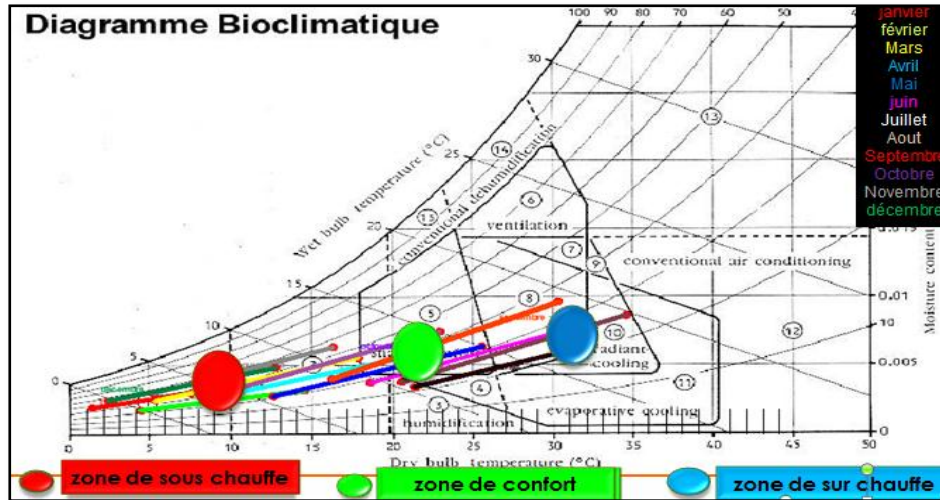 Diagramme Bioclimatique
100 90 80 70 60 50
janvier
février
Mars
Avril
Mai
juin
Juillet
Aout
Septembre
Octobre
Novembre
décembre
30
13
25
14
Wet bulb temperature (°C)
conventional dehumidification
6
20
15
ventilation
7
9
conventional air conditioning
Moisture content
15
8
0.01
5
10
10
12
10
5
radiant
cooling
0.005
0
4
11
3
evaporative cooling
humidification
10 5 10 15 20 25 30 35 40 45 50
Dry bulb temperature (°C)
zone de sous chauffe
zone de confort
zone de sur chauffe